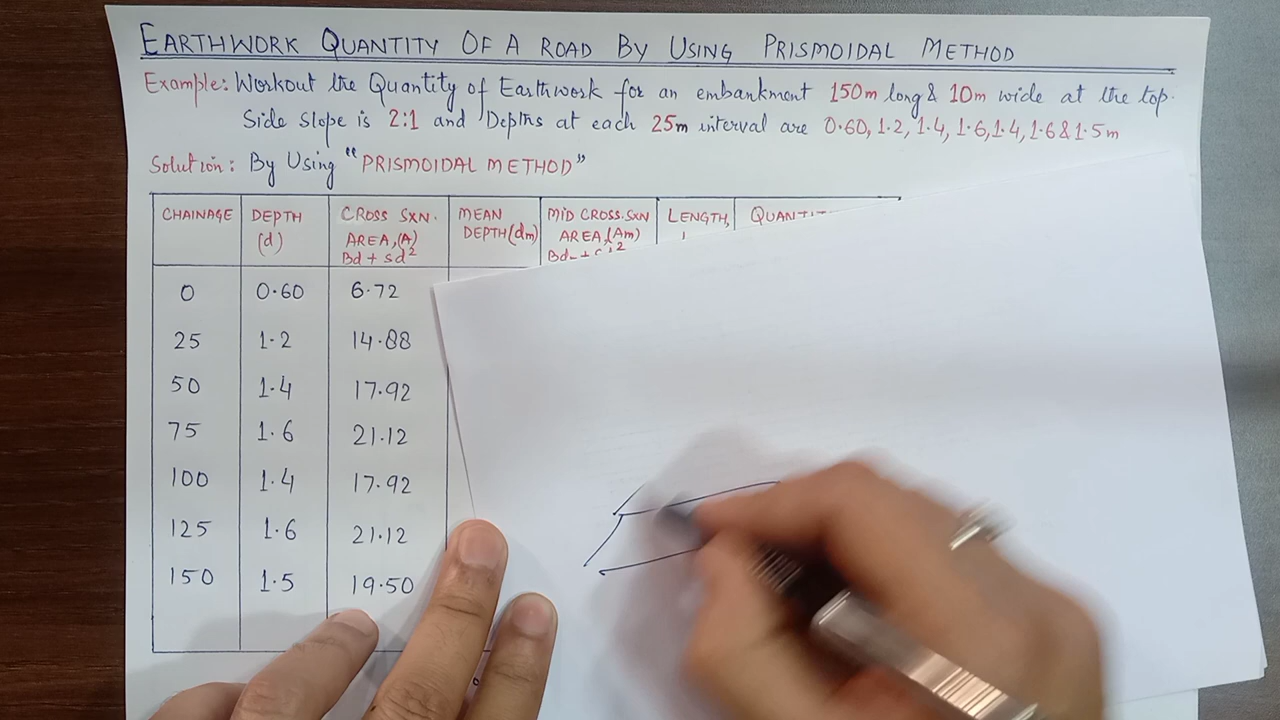 EARTHWORK QUANTITY OF A ROAD BY USING PRISMOIDAL METHOD
Example: Workout the Quantity of Earthwork for an embankment 150m long & 10m wide at the top.
Side Slope is 2:1 and Depths at each 25m interval are 0.60, 1.2, 1.4, 1.6, 1.4, 1.6 & 1.5m
Solution: By Using "PRISMOIDAL METHOD"
CHAINAGE DEPTH (d) CROSS SXN. AREA,(A) Bd + sd² MEAN DEPTH(dm) MID CROSS.SXN AREA,(Am) LENGTH,
0 0.60 6.72
25 1.2 14.88
50 1.4 17.92
75 1.6 21.12
100 1.4 17.92
125 1.6 21.12
150 1.5 19.50